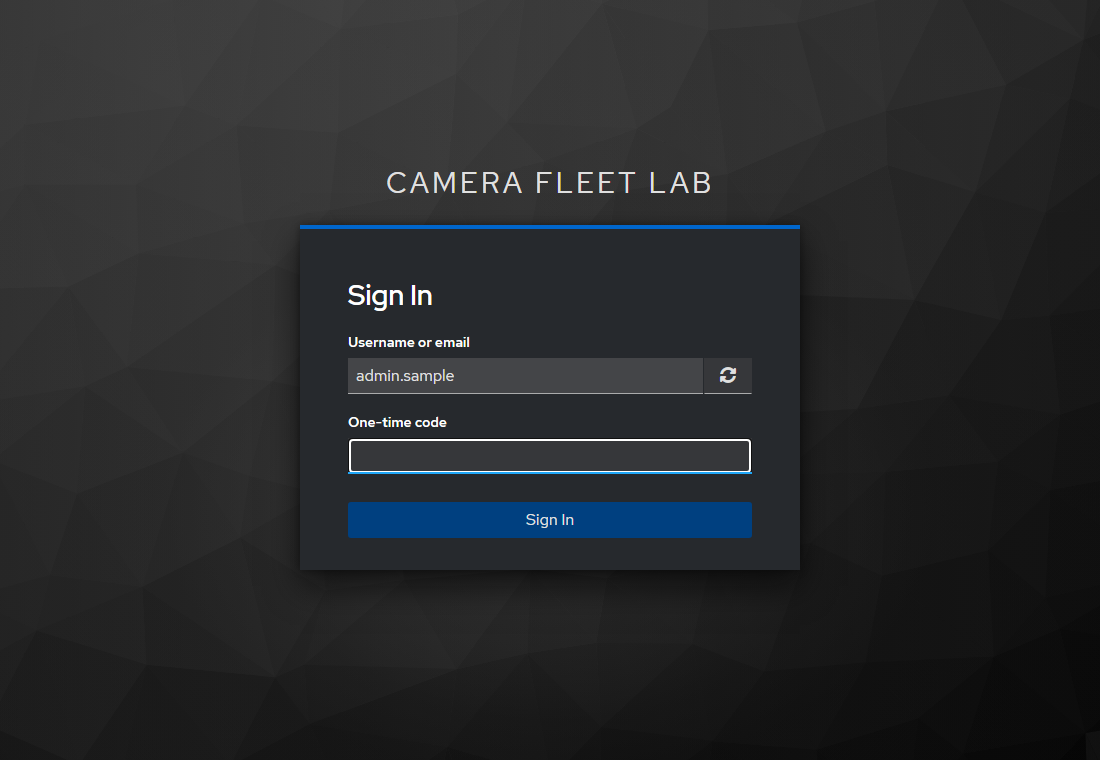 CAMERA FLEET LAB
Sign In
Username or email
admin.sample
One-time code
Sign In